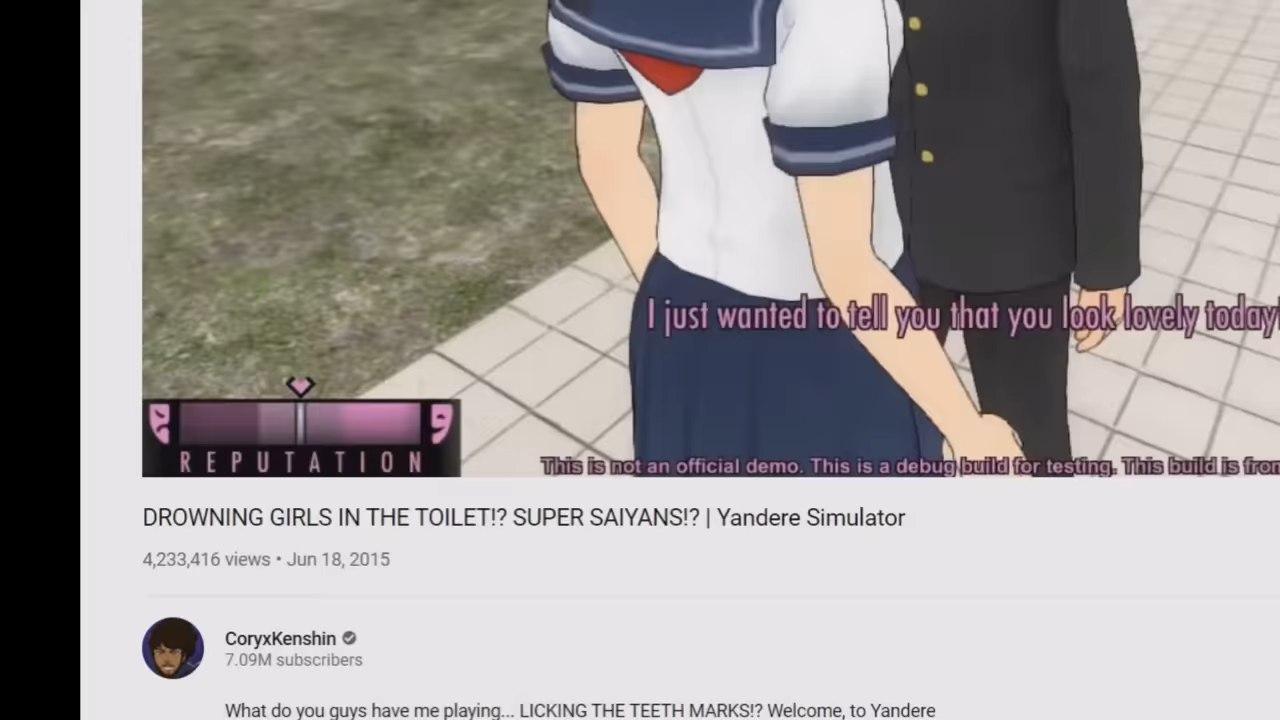 I just wanted to tell you that you look lovely today
REPUTATION
This is not an official demo. This is a debug build for testing. This build is from
DROWNING GIRLS IN THE TOILET!? SUPER SAIYANS!? | Yandere Simulator
4,233,416 views • Jun 18, 2015
CoryxKenshin
7.09M subscribers
What do you guys have me playing... LICKING THE TEETH MARKS!? Welcome, to Yandere